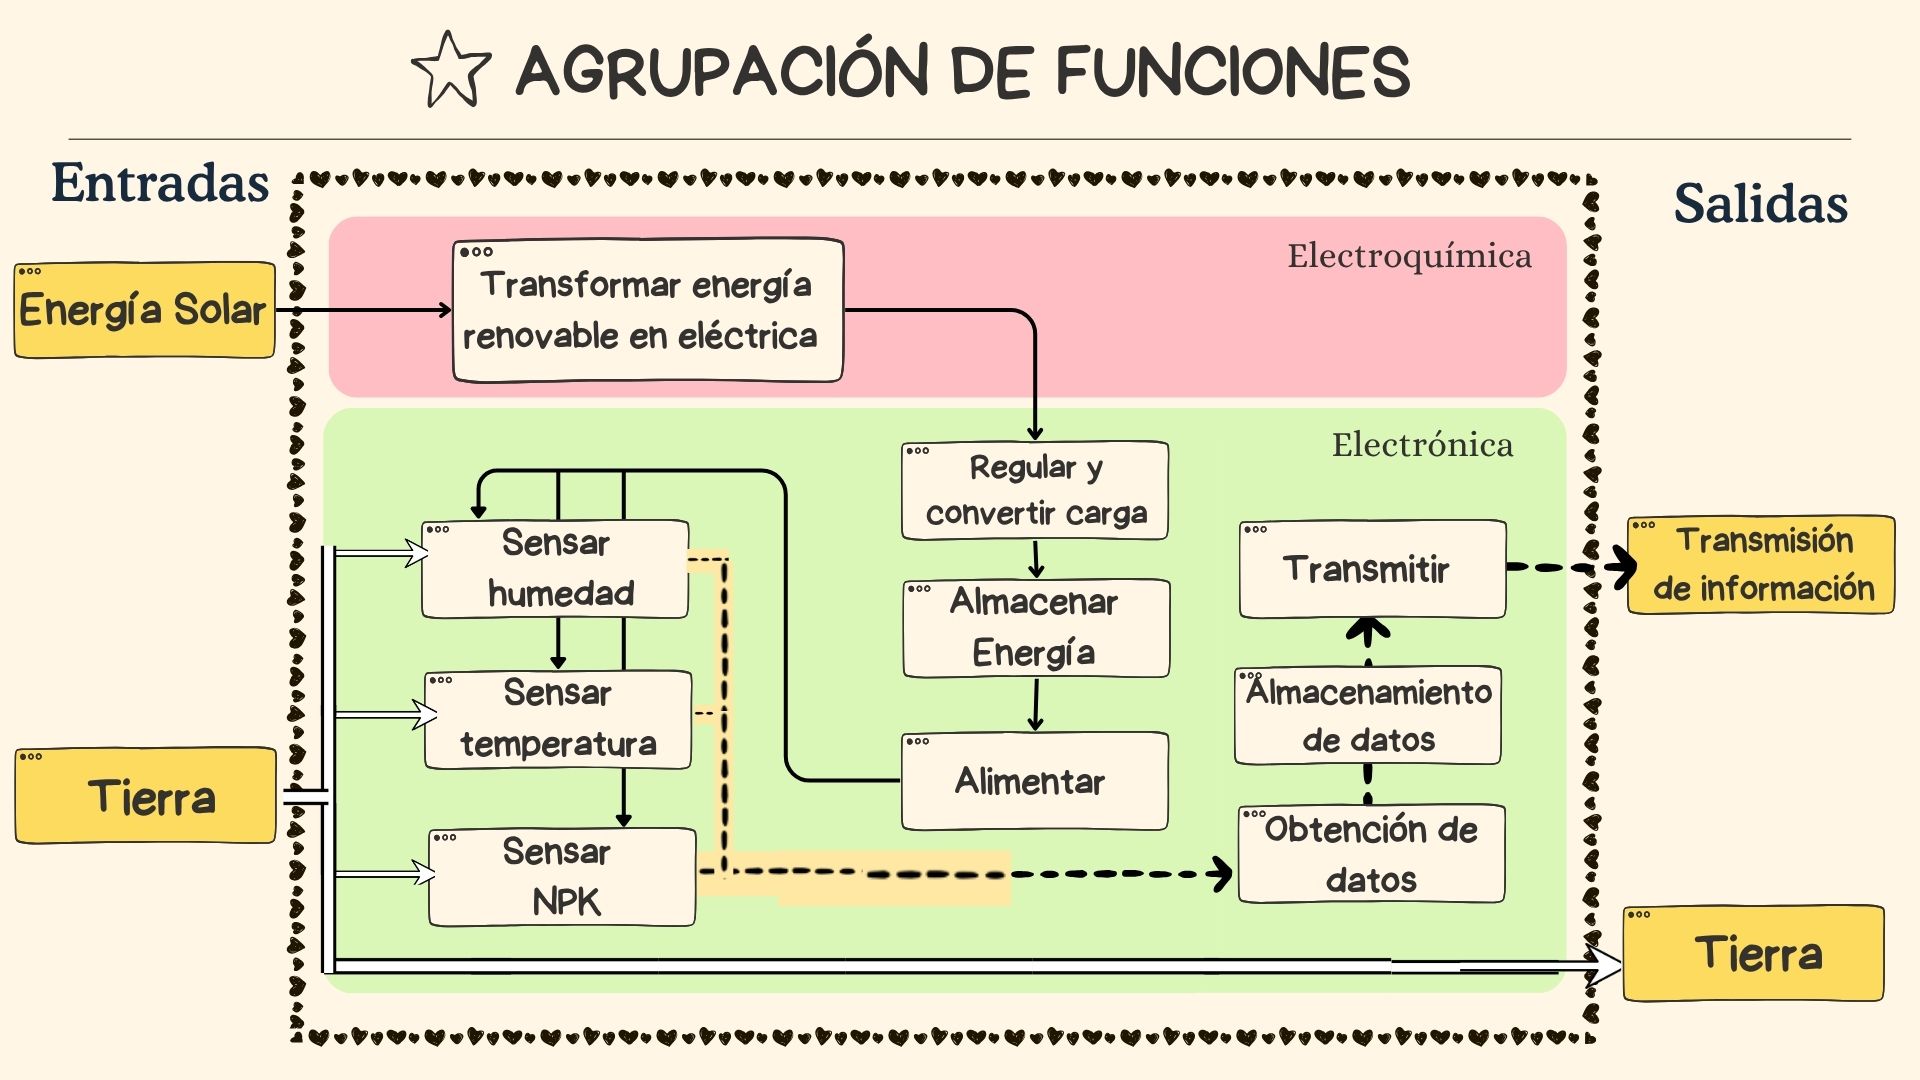 AGRUPACIÓN DE FUNCIONES
Entradas
Salidas
Electroquímica
Energía Solar
Transformar energía
renovable en eléctrica
Electrónica
Regular y
convertir carga
Sensar
humedad
Almacenar
Energía
Transmitir
Transmisión
de información
Sensar
temperatura
Almacenamiento
de datos
Tierra
Alimentar
Sensar
NPK
Obtención de
datos
Tierra